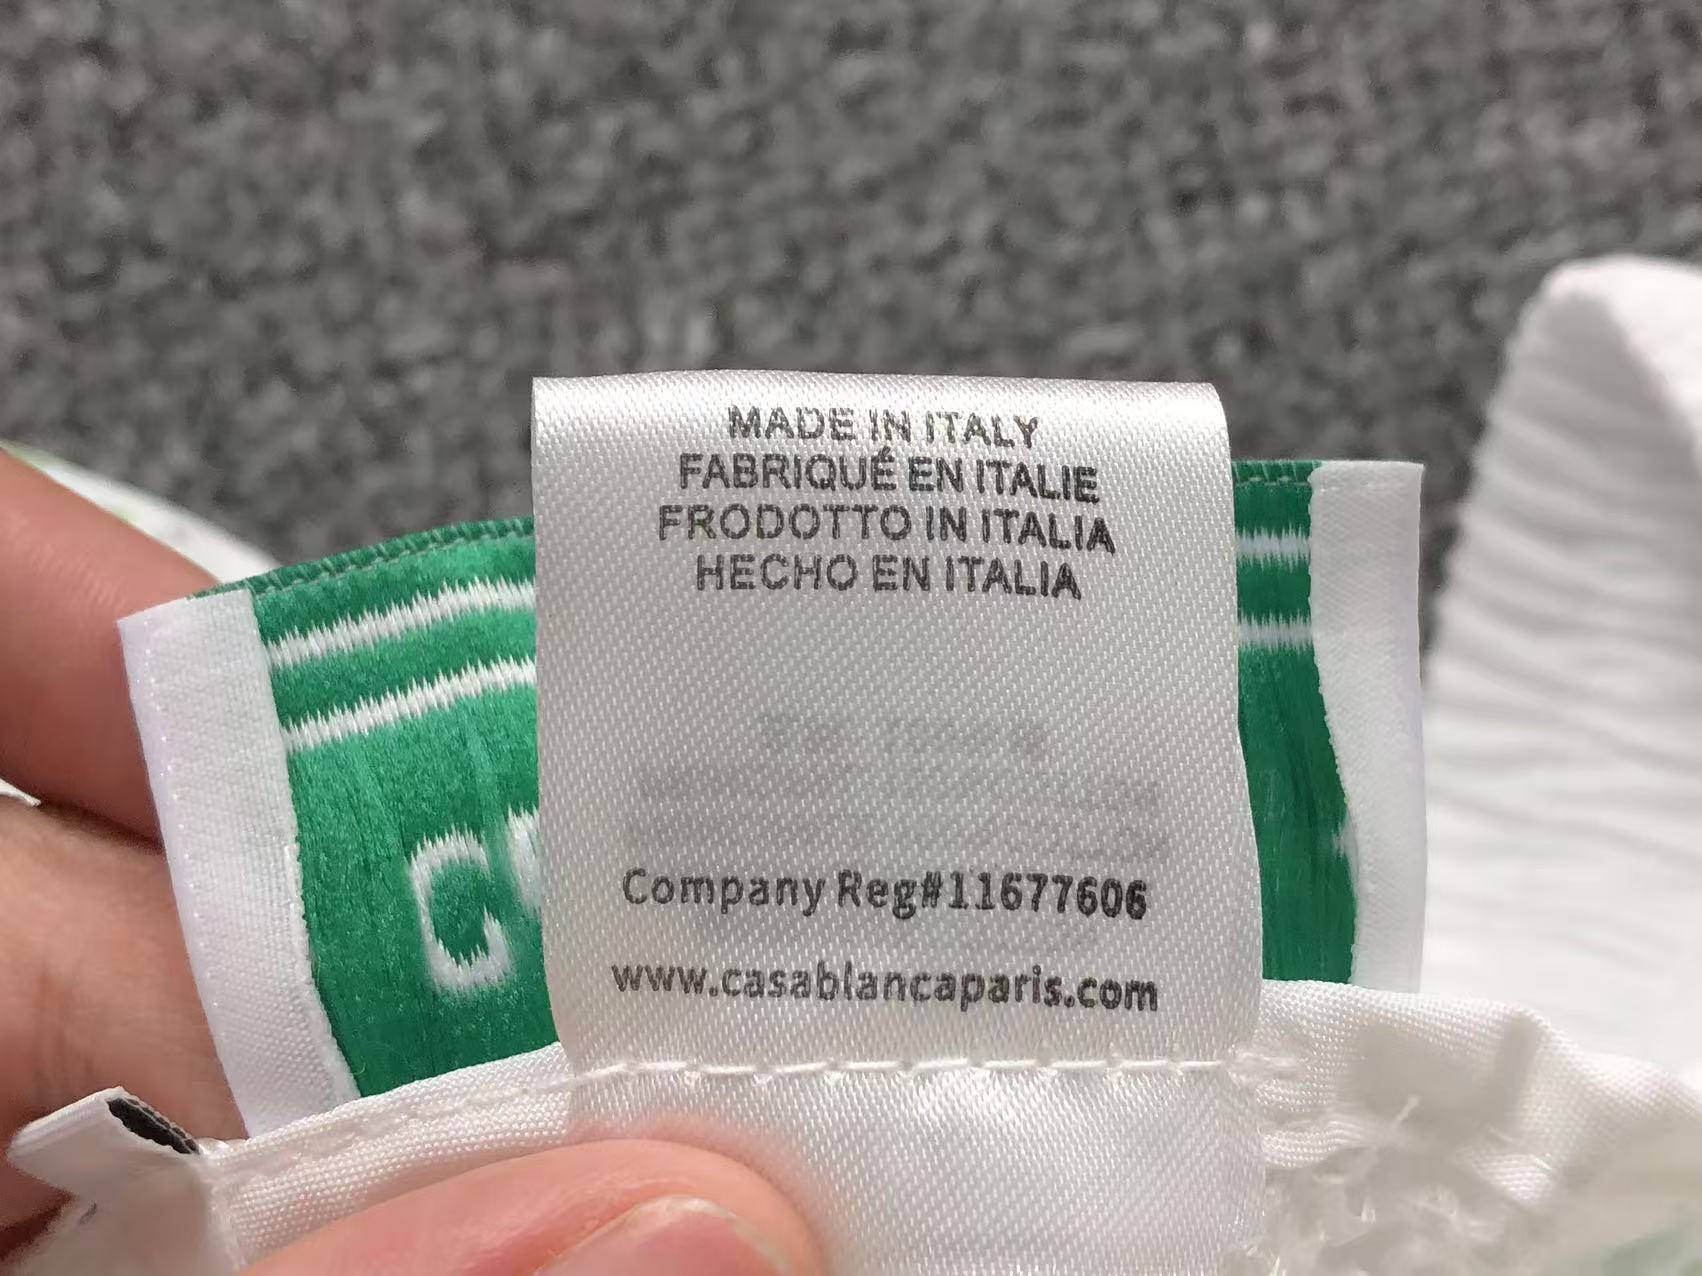 MADE IN ITALY
FABRIQUÉ EN ITALIE
FRODOTTO IN ITALIA
HECHO EN ITALIA
Company Reg#11677606
www.casablancaparis.com
C